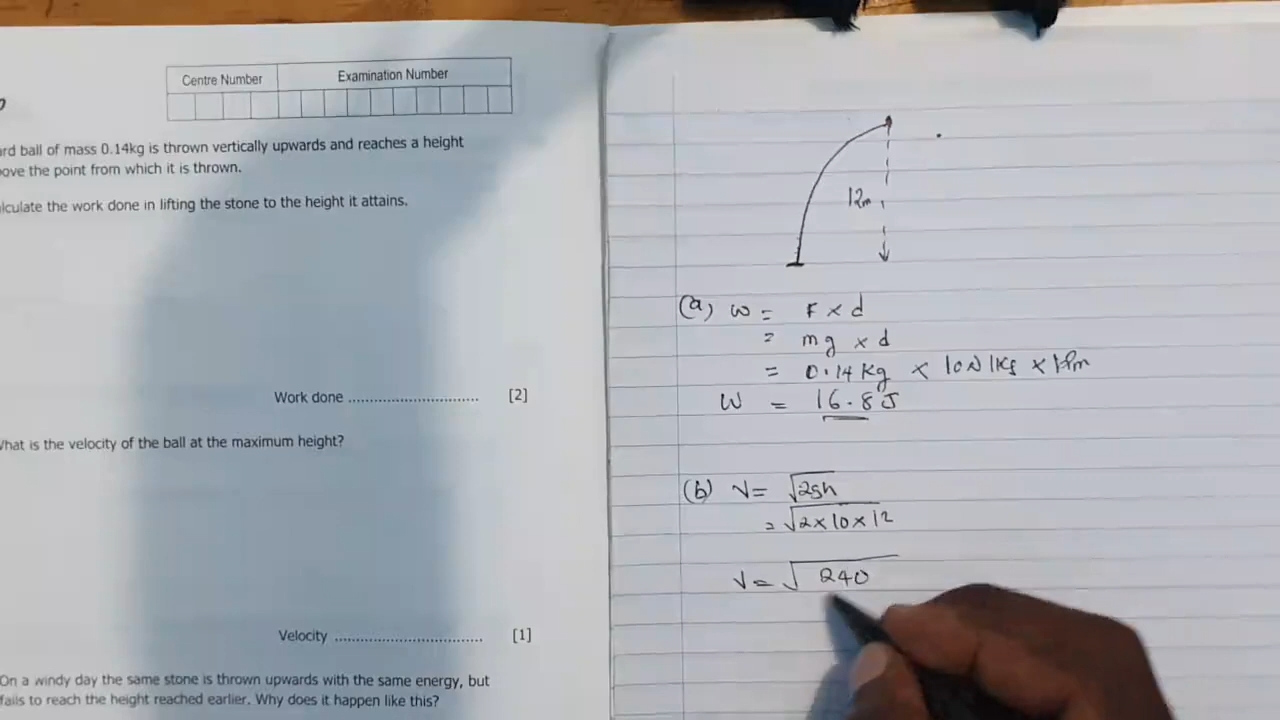 Centre Number Examination Number
ball of mass 0.14kg is thrown vertically upwards and reaches a height
the point from which it is thrown.
the work done in lifting the stone to the height it attains.
Work done .............................. [2]
What is the velocity of the ball at the maximum height?
Velocity .................................. [1]
On a windy day the same stone is thrown upwards with the same energy, but
fails to reach the height reached earlier. Why does it happen like this?
12m
(a) W = F x d
= mg x d
= 0.14 Kg x 10N/Kg x 12m
W = 16.8J
(b) V = √2gh
= √2x10x12
V = √240